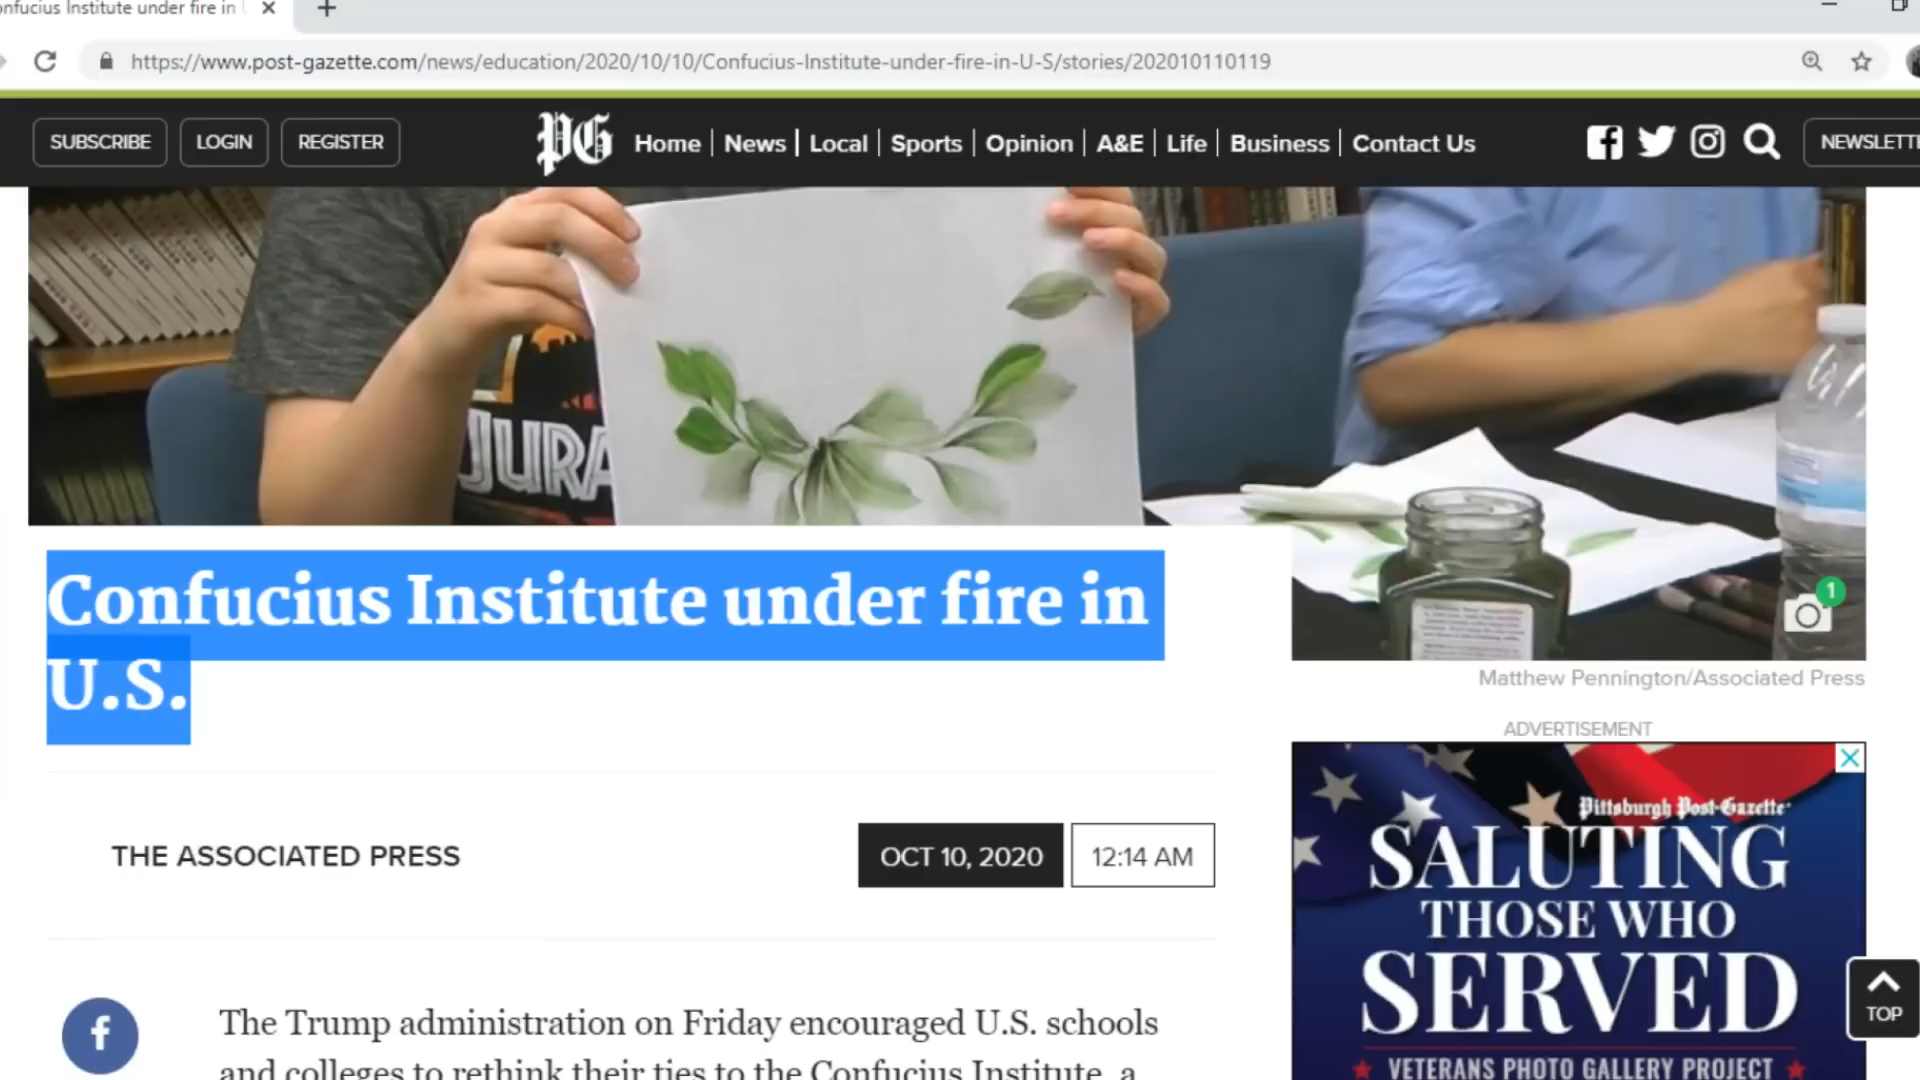 onfucius Institute under fire in
https://www.post-gazette.com/news/education/2020/10/10/Confucius-Institute-under-fire-in-U-S/stories/202010110119
SUBSCRIBE LOGIN REGISTER PG Home News Local Sports Opinion A&E Life Business Contact Us NEWSLETTE
JURA
Confucius Institute under fire in
U.S.
1
Matthew Pennington/Associated Press
ADVERTISEMENT
THE ASSOCIATED PRESS
OCT 10, 2020 12:14 AM
Pittsburgh Post-Gazette
SALUTING
THOSE WHO
SERVED
VETERANS PHOTO GALLERY PROJECT
TOP
f
The Trump administration on Friday encouraged U.S. schools
and colleges to rethink their ties to the Confucius Institute, a